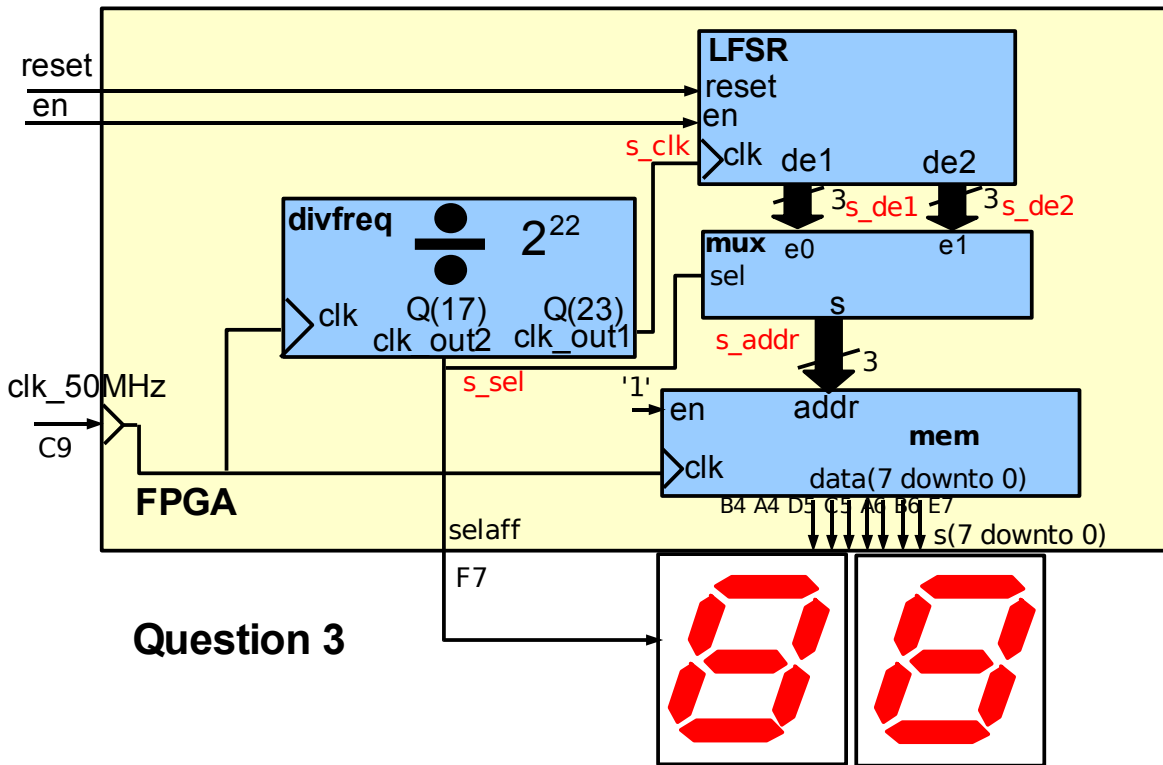 LFSR
reset
reset
en
en
s_clk
clk
de1
de2
3
s_de1
3
s_de2
divfreq
2^22
mux
e0
e1
sel
clk
Q(17)
Q(23)
clk_out2
clk_out1
s
s_addr
3
s_sel
clk_50MHz
'1'
en
addr
C9
mem
clk
data(7 downto 0)
FPGA
B4 A4 D5 C5 A6 B6 E7
selaff
s(7 downto 0)
F7
Question 3